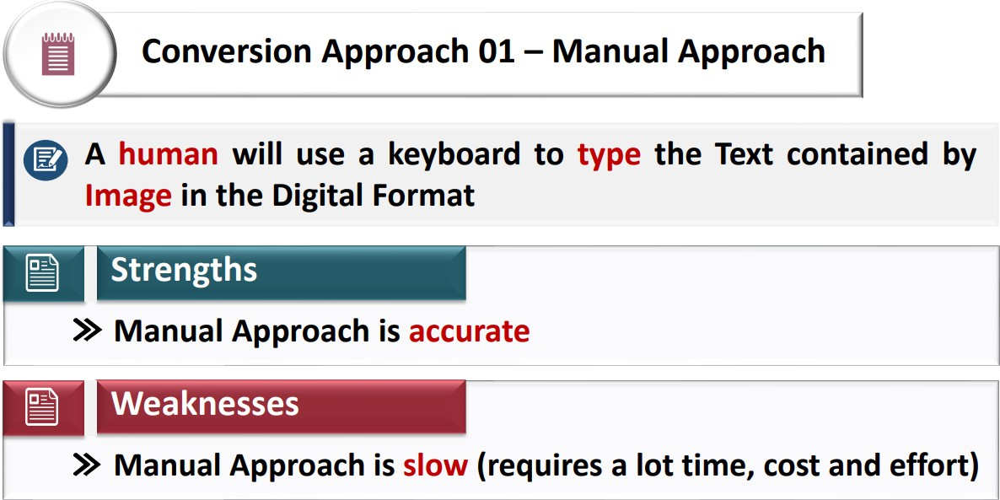 Conversion Approach 01 – Manual Approach
A human will use a keyboard to type the Text contained by
Image in the Digital Format
Strengths
Manual Approach is accurate
Weaknesses
Manual Approach is slow (requires a lot time, cost and effort)